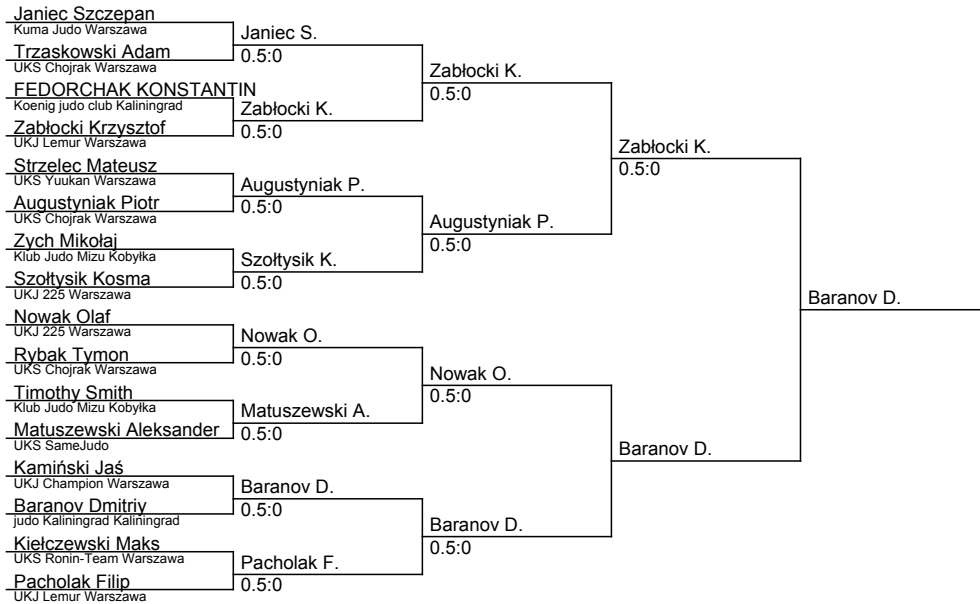 Janiec Szczepan
Kuma Judo Warszawa
Trzaskowski Adam
UKS Chojrak Warszawa
FEDORCHAK KONSTANTIN
Koenig judo club Kaliningrad
Zabłocki Krzysztof
UKJ Lemur Warszawa
Strzelec Mateusz
UKS Yuukan Warszawa
Augustyniak Piotr
UKS Chojrak Warszawa
Zych Mikołaj
Klub Judo Mizu Kobyłka
Szołtysik Kosma
UKJ 225 Warszawa
Nowak Olaf
UKJ 225 Warszawa
Rybak Tymon
UKS Chojrak Warszawa
Timothy Smith
Klub Judo Mizu Kobyłka
Matuszewski Aleksander
UKS SameJudo
Kamiński Jaś
UKJ Champion Warszawa
Baranov Dmitriy
judo Kaliningrad Kaliningrad
Kiełczewski Maks
UKS Ronin-Team Warszawa
Pacholak Filip
UKJ Lemur Warszawa
Janiec S.
0.5:0
Zabłocki K.
0.5:0
Augustyniak P.
0.5:0
Szołtysik K.
0.5:0
Nowak O.
0.5:0
Matuszewski A.
0.5:0
Baranov D.
0.5:0
Pacholak F.
0.5:0
Zabłocki K.
0.5:0
Augustyniak P.
0.5:0
Nowak O.
0.5:0
Baranov D.
0.5:0
Zabłocki K.
0.5:0
Baranov D.
Baranov D.